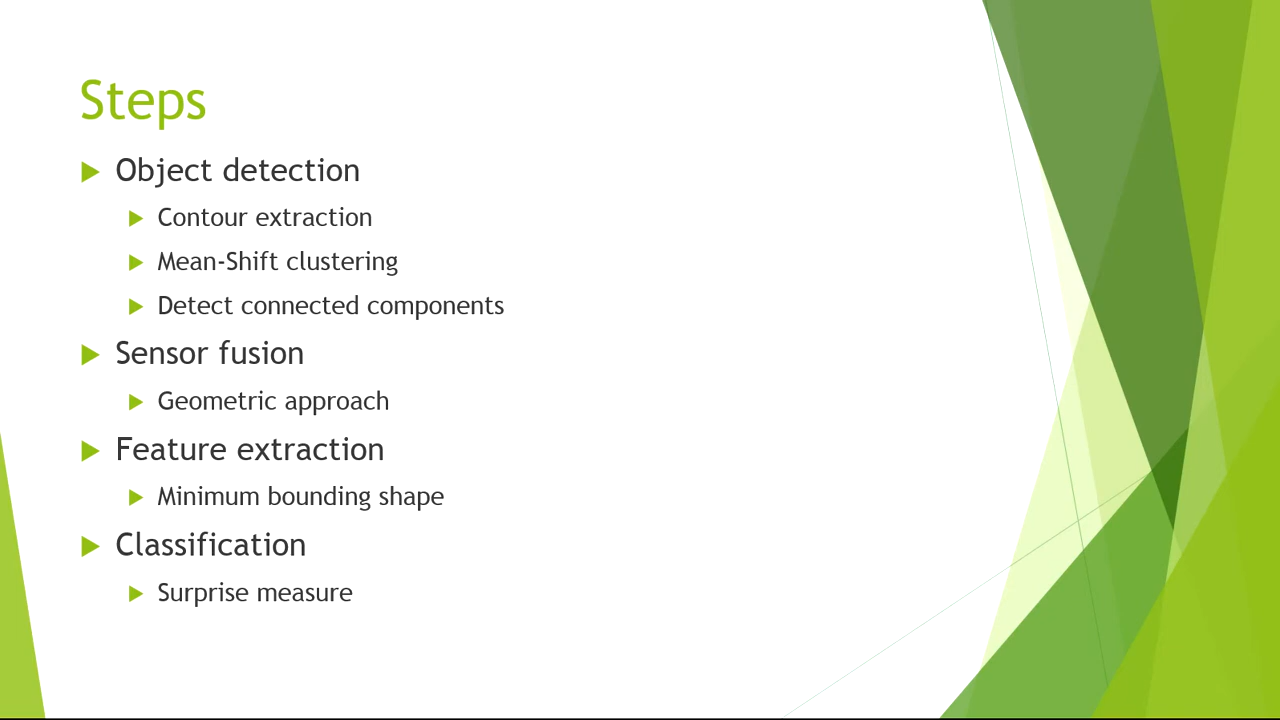 Steps
Object detection
Contour extraction
Mean-Shift clustering
Detect connected components
Sensor fusion
Geometric approach
Feature extraction
Minimum bounding shape
Classification
Surprise measure